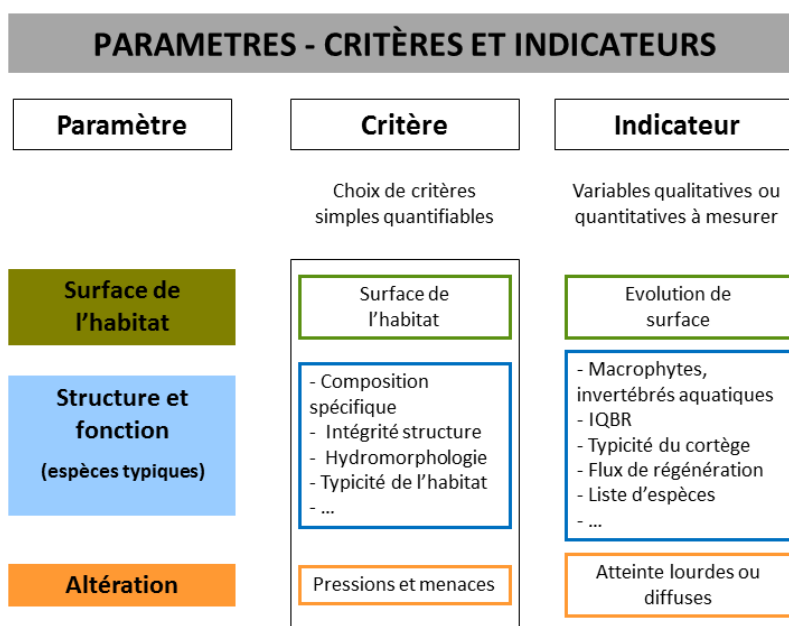 PARAMETRES - CRITÈRES ET INDICATEURS
Paramètre
Critère
Indicateur
Choix de critères
simples quantifiables
Variables qualitatives ou
quantitatives à mesurer
Surface de
l'habitat
Surface de
l'habitat
Evolution de
surface
Structure et
fonction
(espèces typiques)
- Composition
spécifique
- Intégrité structure
- Hydromorphologie
- Typicité de l'habitat
- ...
- Macrophytes,
invertébrés aquatiques
- IQBR
- Typicité du cortège
- Flux de régénération
- Liste d'espèces
- ...
Altération
Pressions et menaces
Atteinte lourdes ou
diffuses